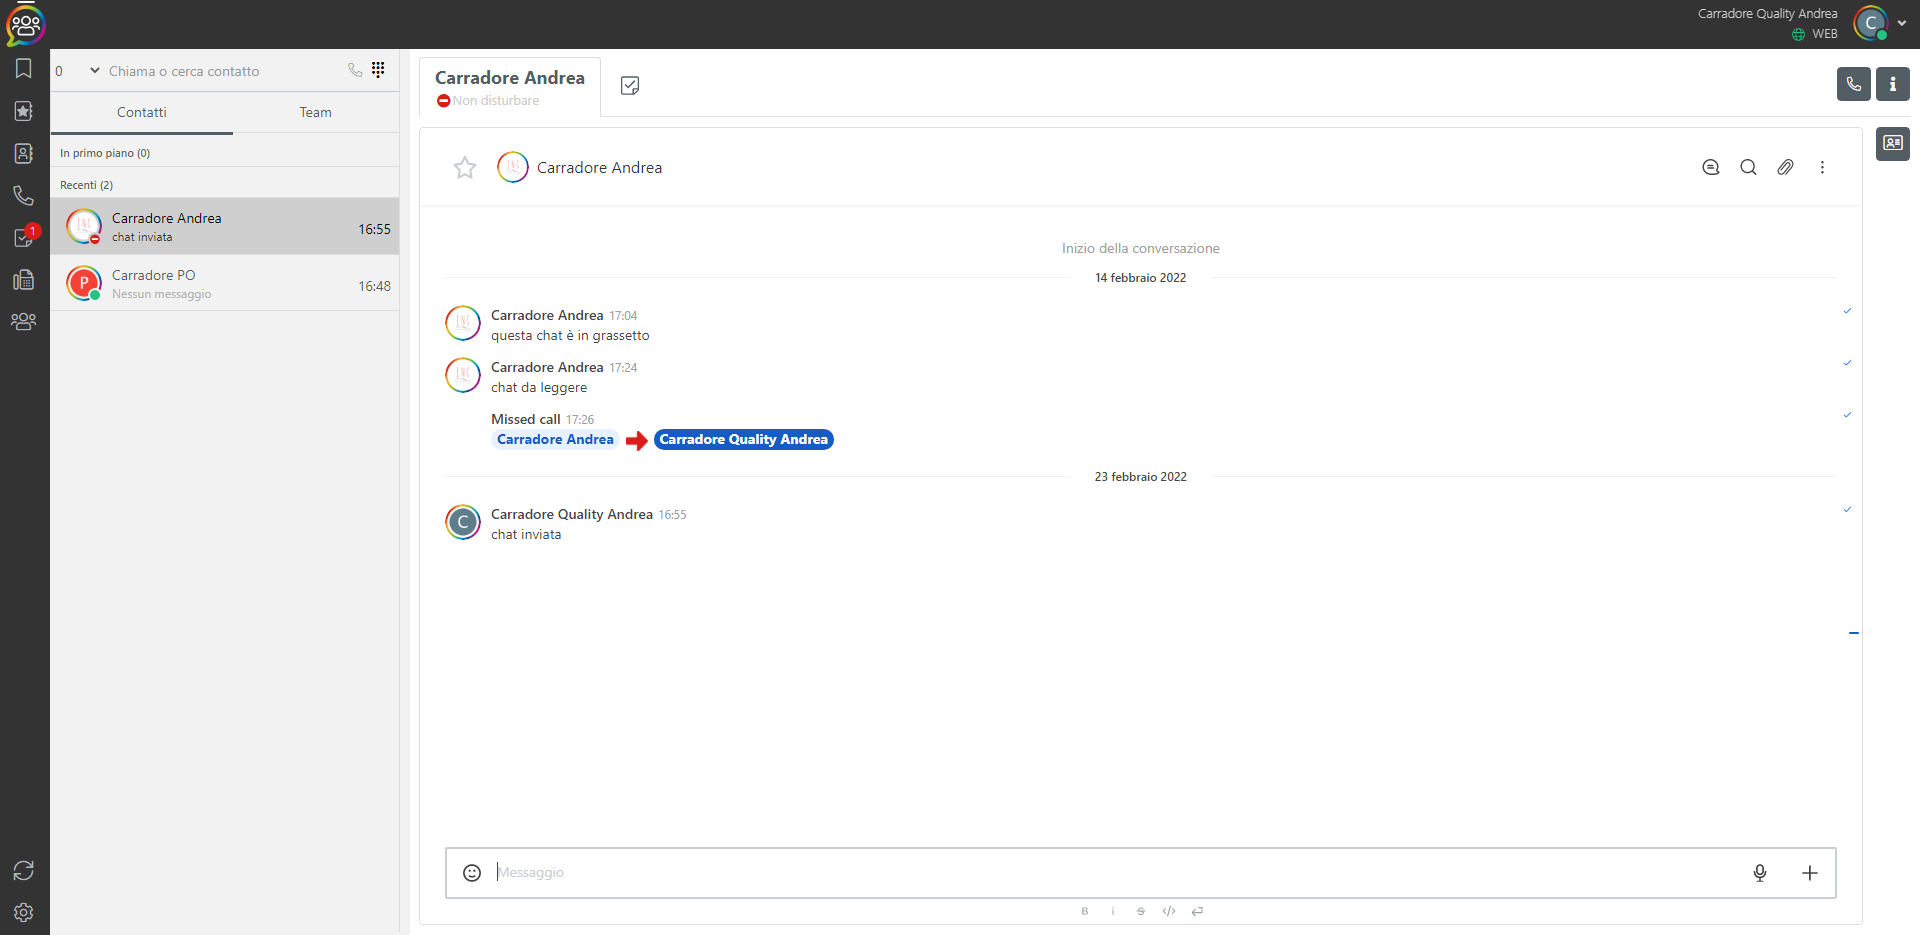 Carradore Quality Andrea
WEB
C
0
Chiama o cerca contatto
Contatti
Team
In primo piano (0)
Recenti (2)
Carradore Andrea
chat inviata
16:55
1
P
Carradore PO
Nessun messaggio
16:48
Carradore Andrea
Non disturbare
Carradore Andrea
Inizio della conversazione
14 febbraio 2022
Carradore Andrea 17:04
questa chat è in grassetto
Carradore Andrea 17:24
chat da leggere
Missed call 17:26
Carradore Andrea Carradore Quality Andrea
23 febbraio 2022
C
Carradore Quality Andrea 16:55
chat inviata
Messaggio
B i S </>